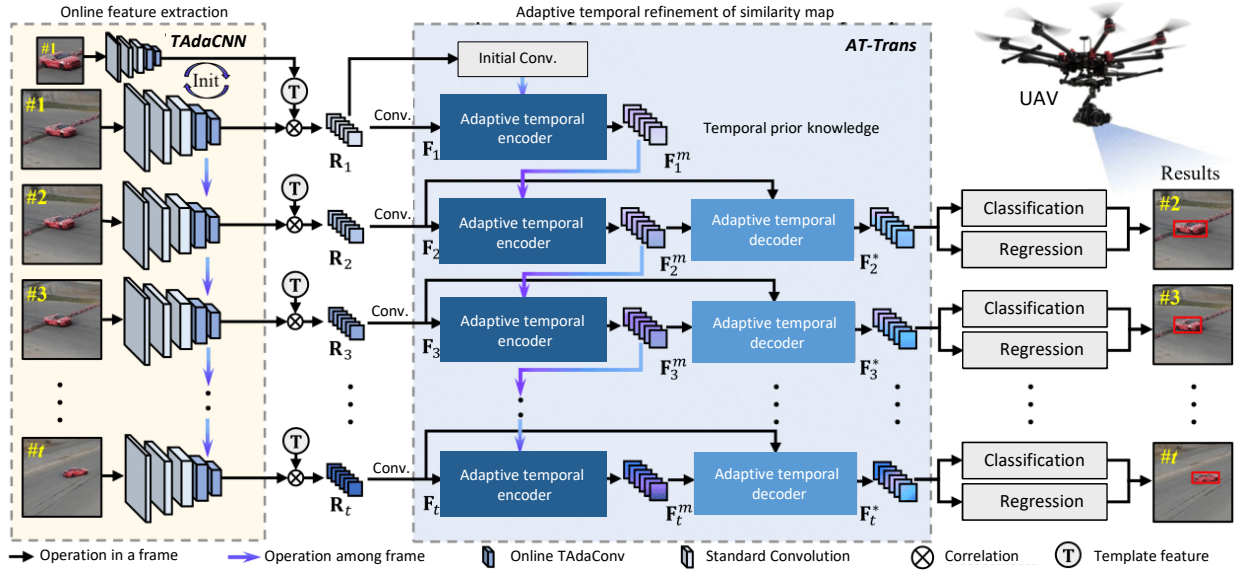 Online feature extraction
Adaptive temporal refinement of similarity map
TAdaCNN
AT-Trans
#1
Init
T
Initial Conv.
UAV
#1
Conv.
R1
F1
Adaptive temporal
encoder
F1^m
Temporal prior knowledge
Results
#2
T
Conv.
R2
F2
Adaptive temporal
encoder
F2^m
Adaptive temporal
decoder
F2^*
Classification
Regression
#2
#3
T
Conv.
R3
F3
Adaptive temporal
encoder
F3^m
Adaptive temporal
decoder
F3^*
Classification
Regression
#3
#t
T
Conv.
Rt
Ft
Adaptive temporal
encoder
Ft^m
Adaptive temporal
decoder
Ft^*
Classification
Regression
#t
Operation in a frame
Operation among frame
Online TAdaConv
Standard Convolution
Correlation
T
Template feature